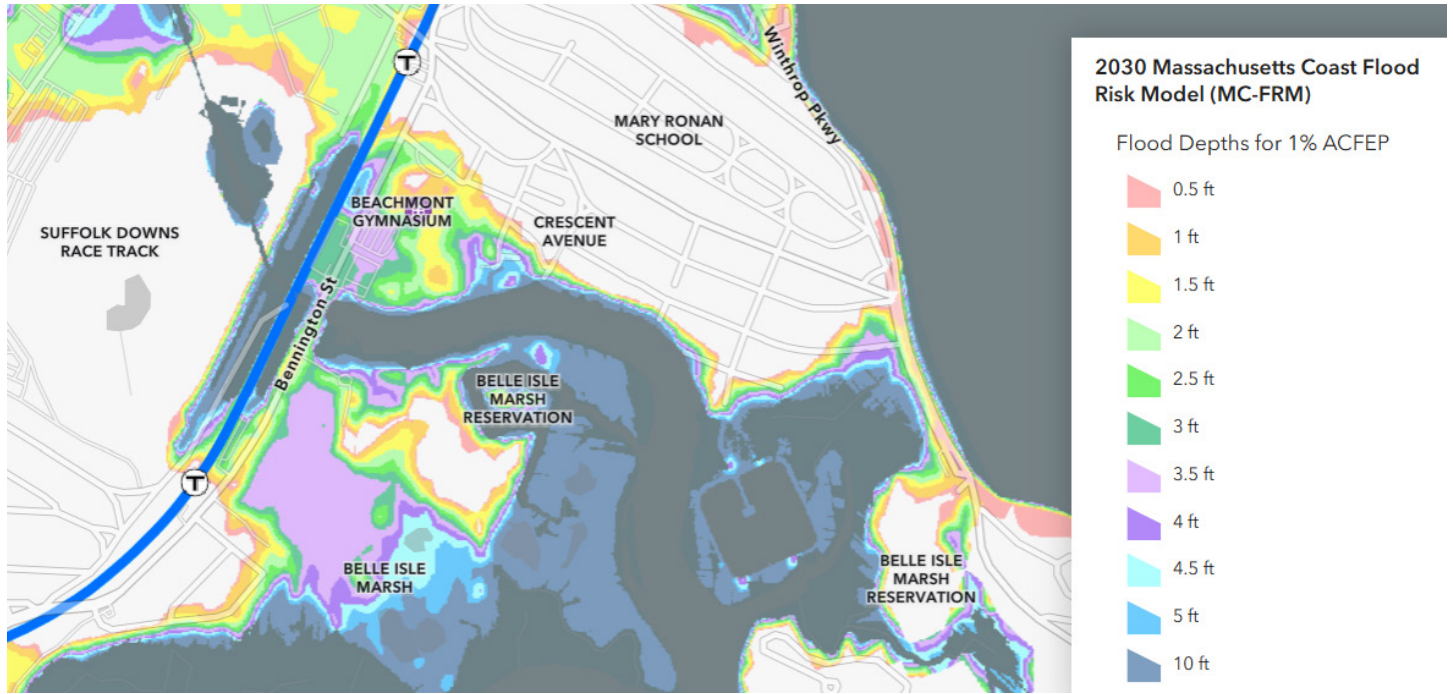 T
Winthrop Pkwy
MARY RONAN
SCHOOL
BEACHMONT
GYMNASIUM
CRESCENT
AVENUE
SUFFOLK DOWNS
RACE TRACK
Bennington St
BELLE ISLE
MARSH
RESERVATION
T
BELLE ISLE
MARSH
BELLE ISLE
MARSH
RESERVATION
2030 Massachusetts Coast Flood
Risk Model (MC-FRM)
Flood Depths for 1% ACFEP
0.5 ft
1 ft
1.5 ft
2 ft
2.5 ft
3 ft
3.5 ft
4 ft
4.5 ft
5 ft
10 ft